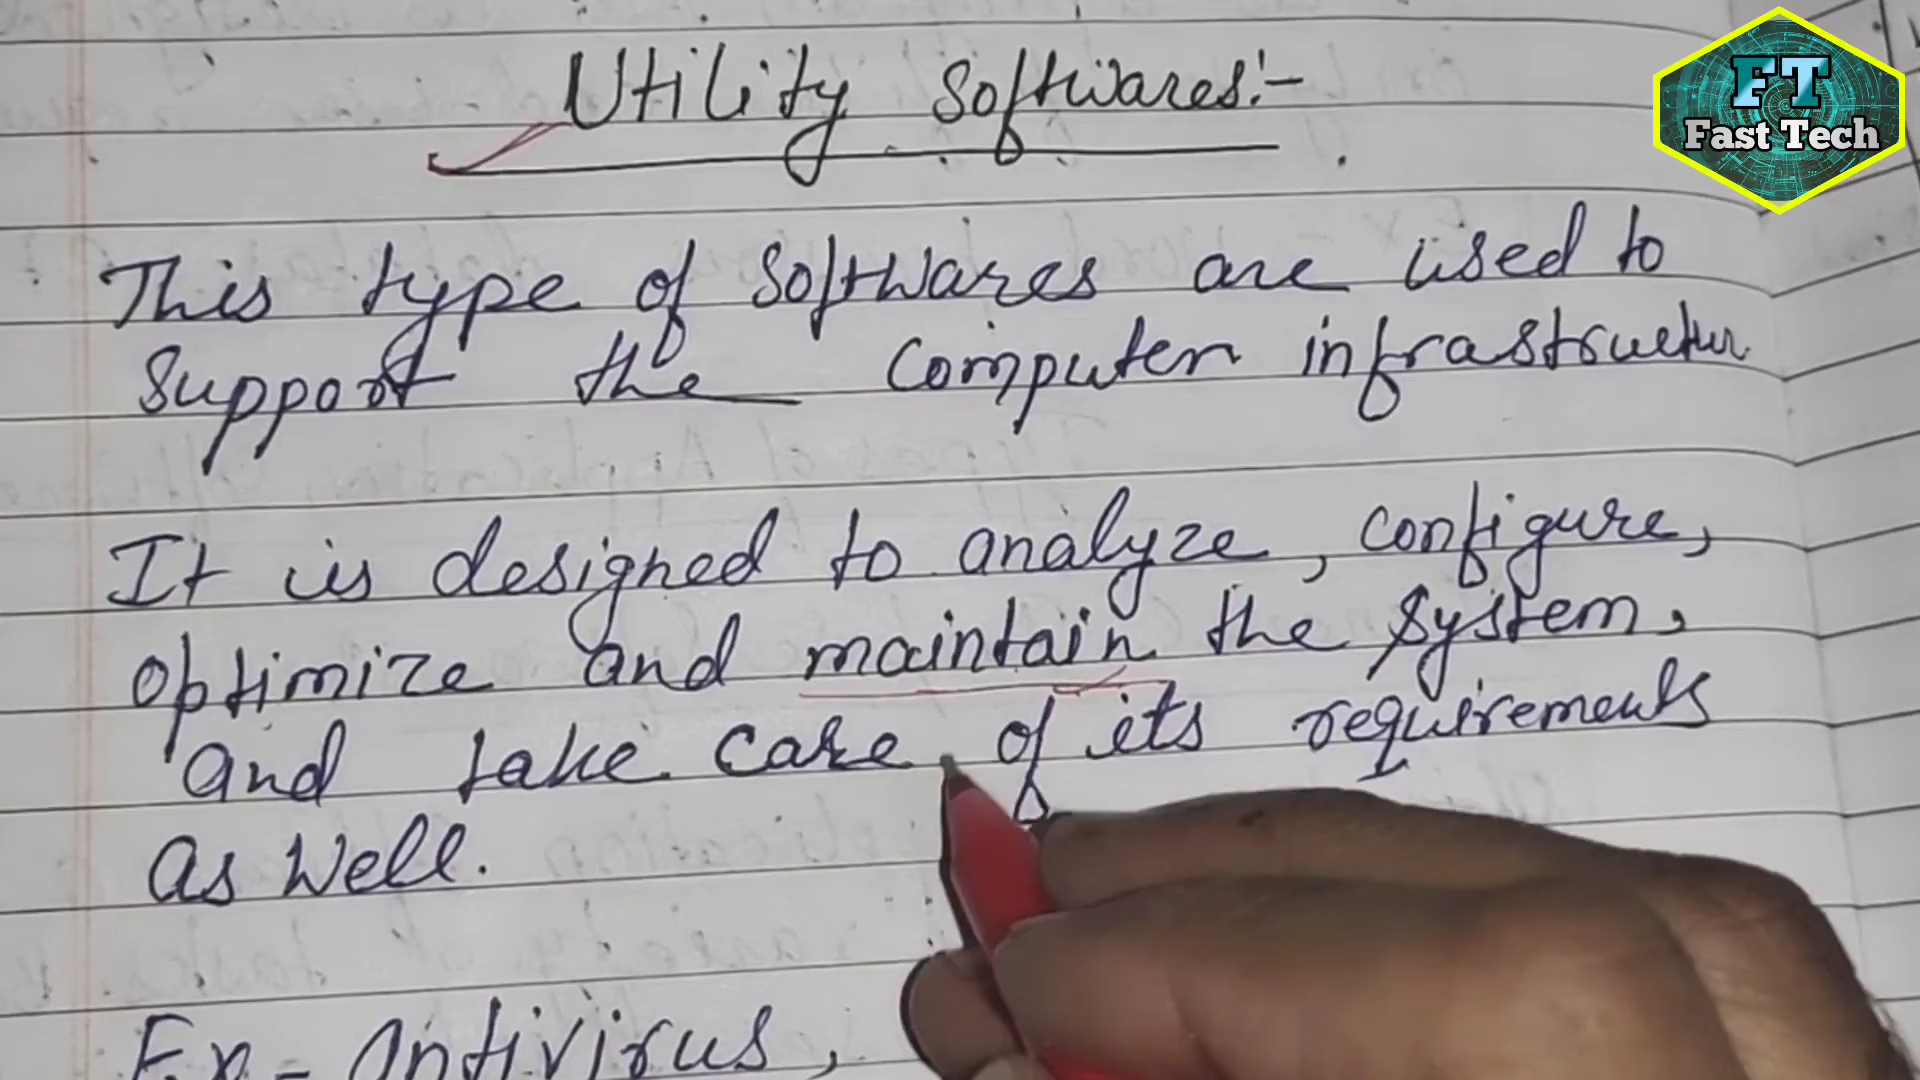 Utility Softwares:-
FT
Fast Tech
This type of Softwares are used to
Support the Computer infrastructur
It is designed to analyze, configure,
optimize and maintain the system,
and take care of its requirements
as well.
Ex - Antivirus,